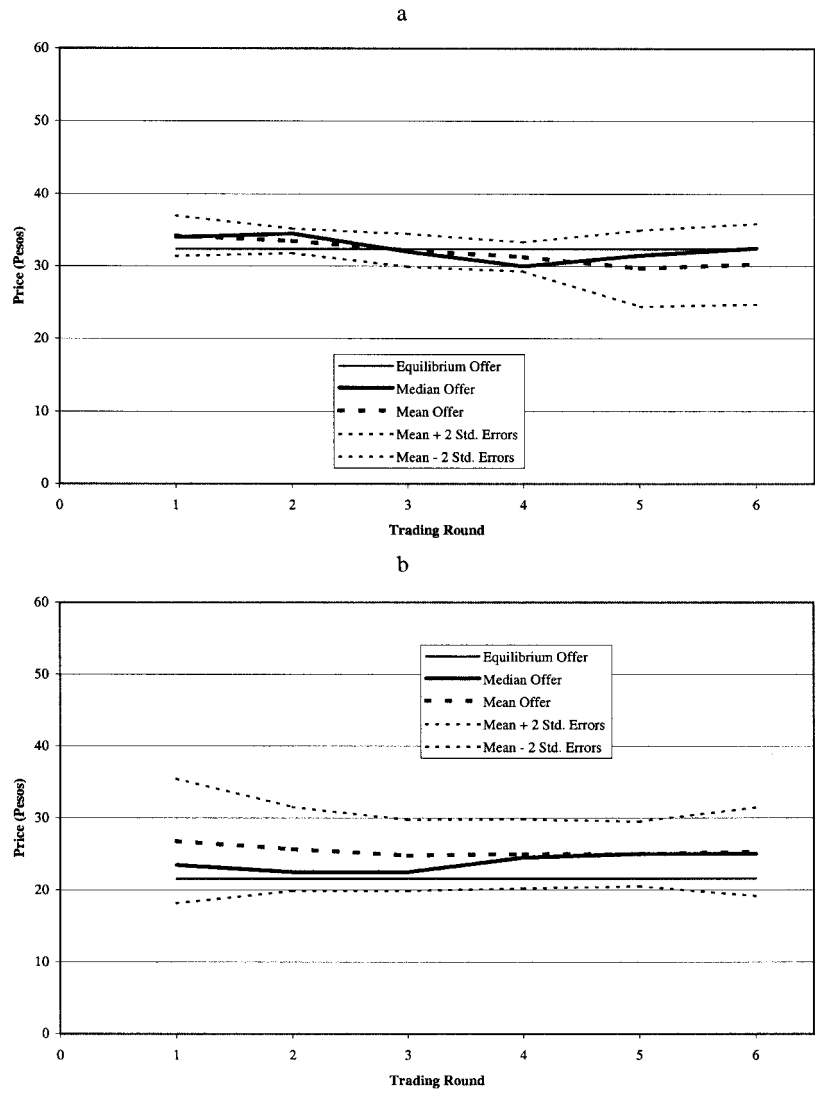 a
60
50
40
30
20
10
0
Price (Pesos)
Equilibrium Offer
Median Offer
Mean Offer
Mean + 2 Std. Errors
Mean - 2 Std. Errors
0 1 2 3 4 5 6
Trading Round
b
60
50
40
30
20
10
0
Price (Pesos)
Equilibrium Offer
Median Offer
Mean Offer
Mean + 2 Std. Errors
Mean - 2 Std. Errors
0 1 2 3 4 5 6
Trading Round